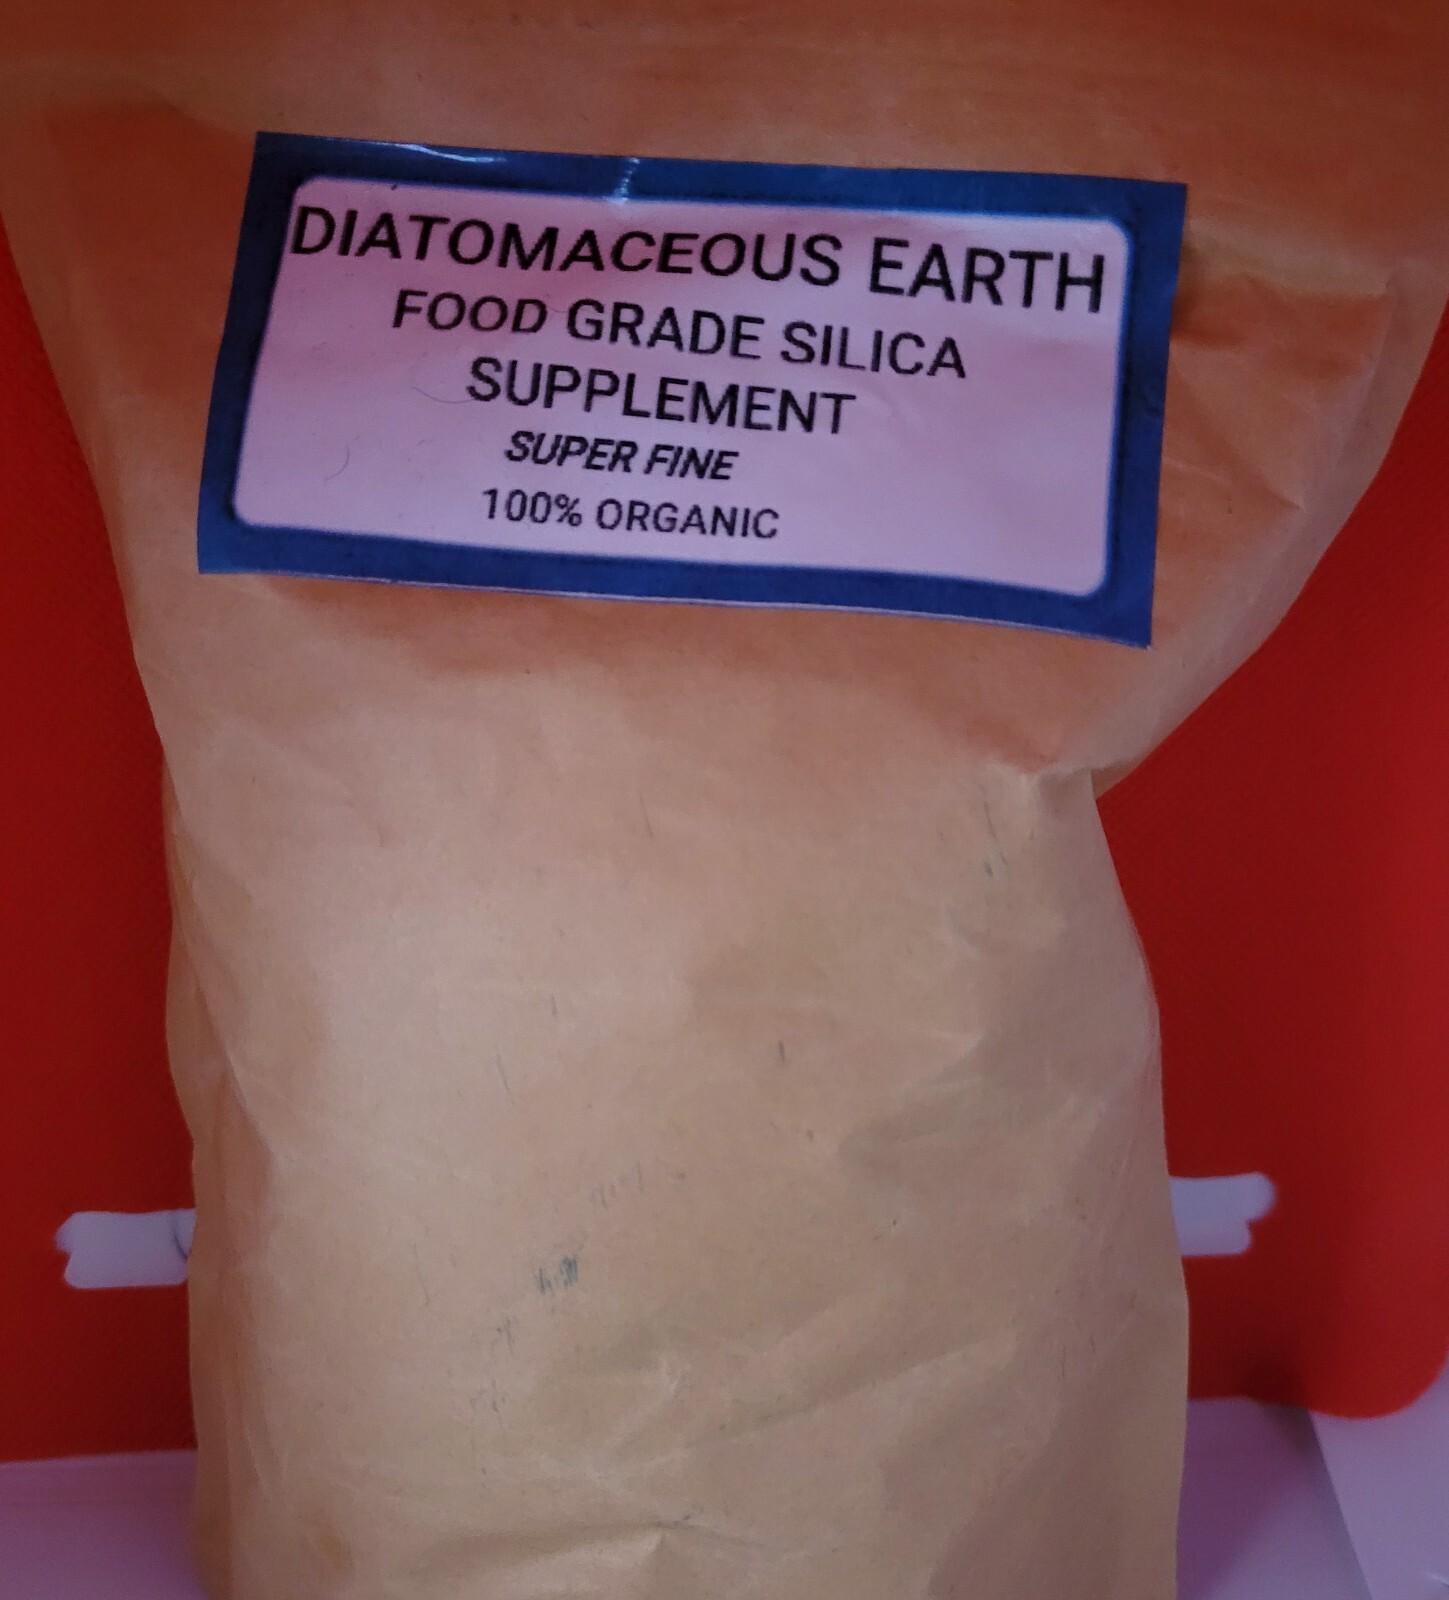 DIATOMACEOUS EARTH
FOOD GRADE SILICA
SUPPLEMENT
SUPER FINE
100% ORGANIC